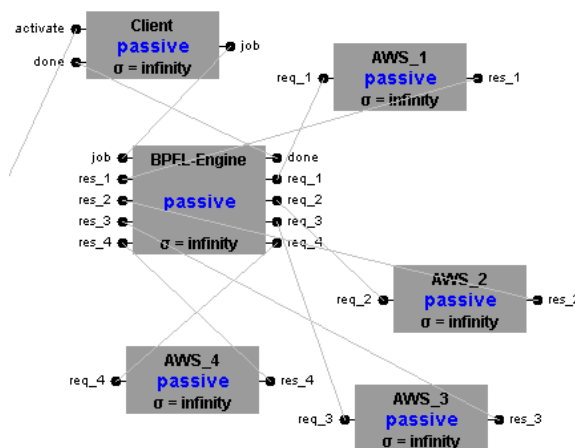 Client
activate
passive
job
done
σ = infinity
AWS_1
req_1
passive
res_1
σ = infinity
job
BPEL-Engine
done
res_1
req_1
res_2
passive
req_2
res_3
req_3
res_4
σ = infinity
req_4
AWS_2
req_2
passive
res_2
σ = infinity
AWS_4
req_4
passive
res_4
σ = infinity
AWS_3
req_3
passive
res_3
σ = infinity